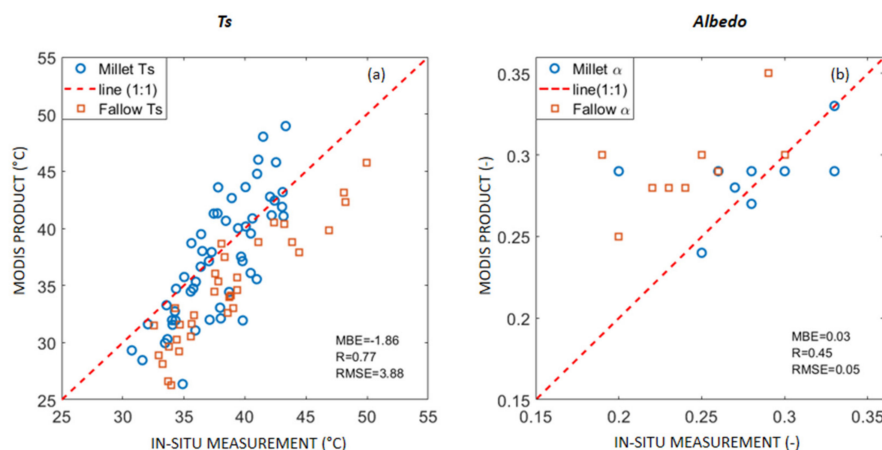 Ts
Albedo
55
50
45
40
35
30
25
25
30
35
40
45
50
55
MODIS PRODUCT (°C)
IN-SITU MEASUREMENT (°C)
Millet Ts
line (1:1)
Fallow Ts
(a)
MBE=-1.86
R=0.77
RMSE=3.88
0.35
0.3
0.25
0.2
0.15
0.15
0.2
0.25
0.3
0.35
MODIS PRODUCT (-)
IN-SITU MEASUREMENT (-)
Millet α
line(1:1)
Fallow α
(b)
MBE=0.03
R=0.45
RMSE=0.05